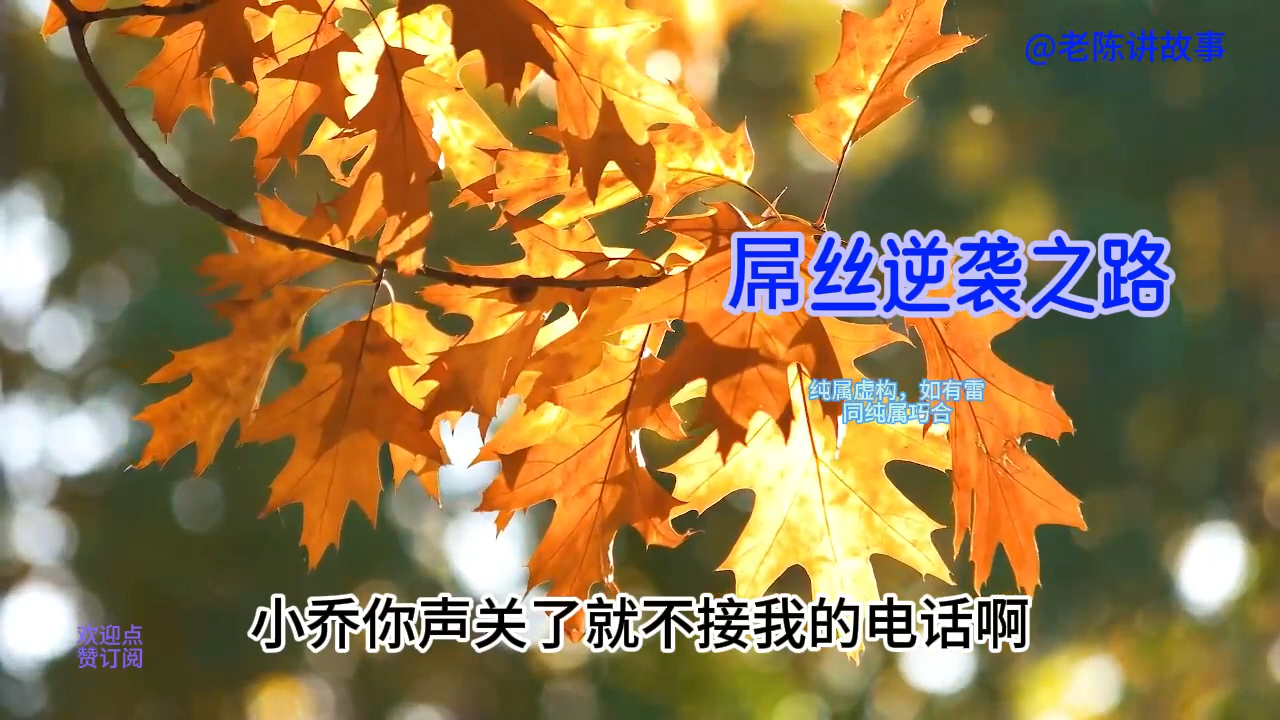 @老陈讲故事
屌丝逆袭之路
纯属虚构，如有雷
同纯属巧合
小乔你声关了就不接我的电话啊
欢迎点
赞订阅